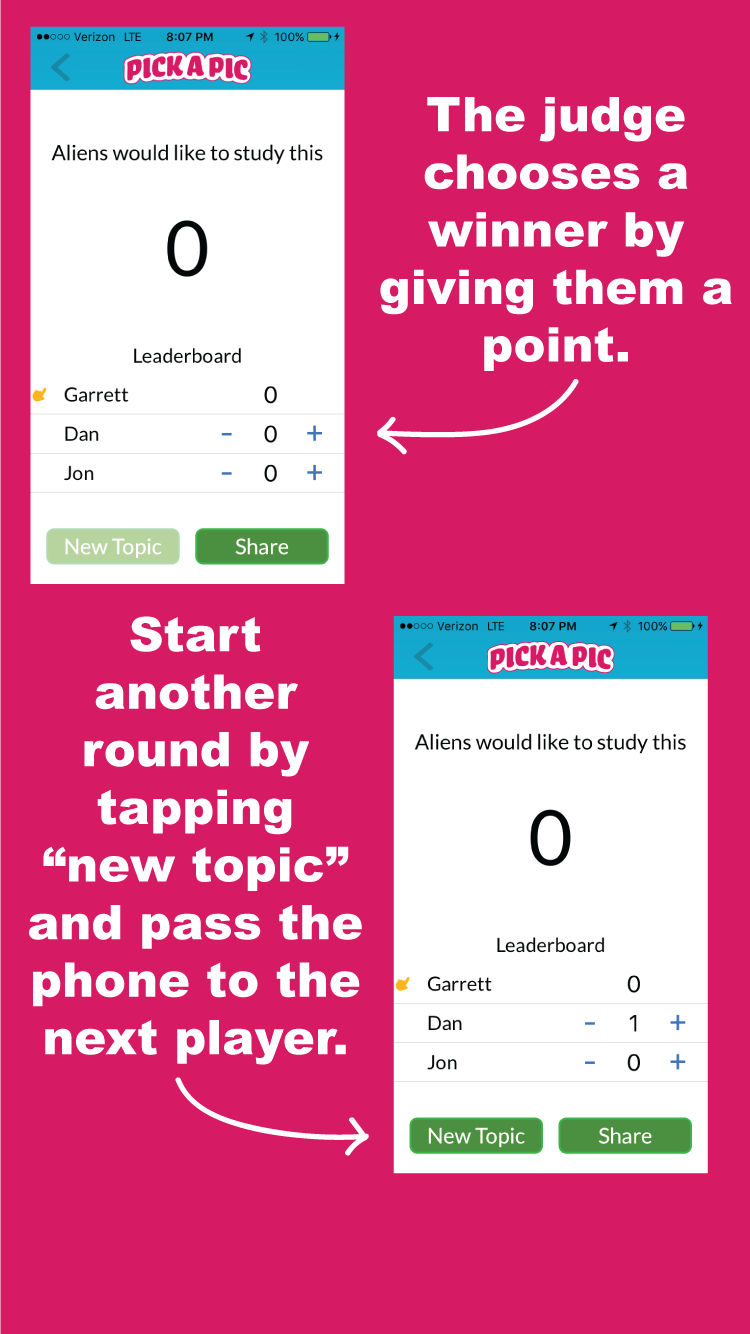 Verizon LTE 8:07 PM 100%
PICK A PIC
Aliens would like to study this
0
Leaderboard
Garrett 0
Dan - 0 +
Jon - 0 +
New Topic Share
The judge
chooses a
winner by
giving them a
point.
Start
another
round by
tapping
“new topic”
and pass the
phone to the
next player.
Verizon LTE 8:07 PM 100%
PICK A PIC
Aliens would like to study this
0
Leaderboard
Garrett 0
Dan - 1 +
Jon - 0 +
New Topic Share